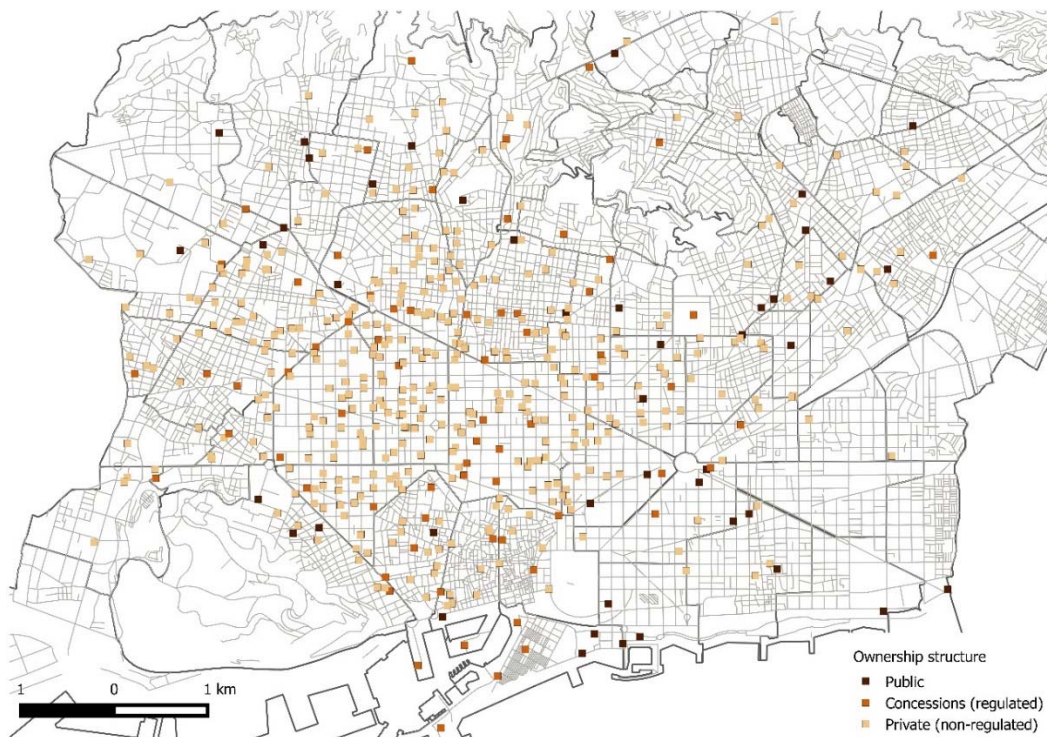 Ownership structure
Public
Concessions (regulated)
Private (non-regulated)
1 0 1 km